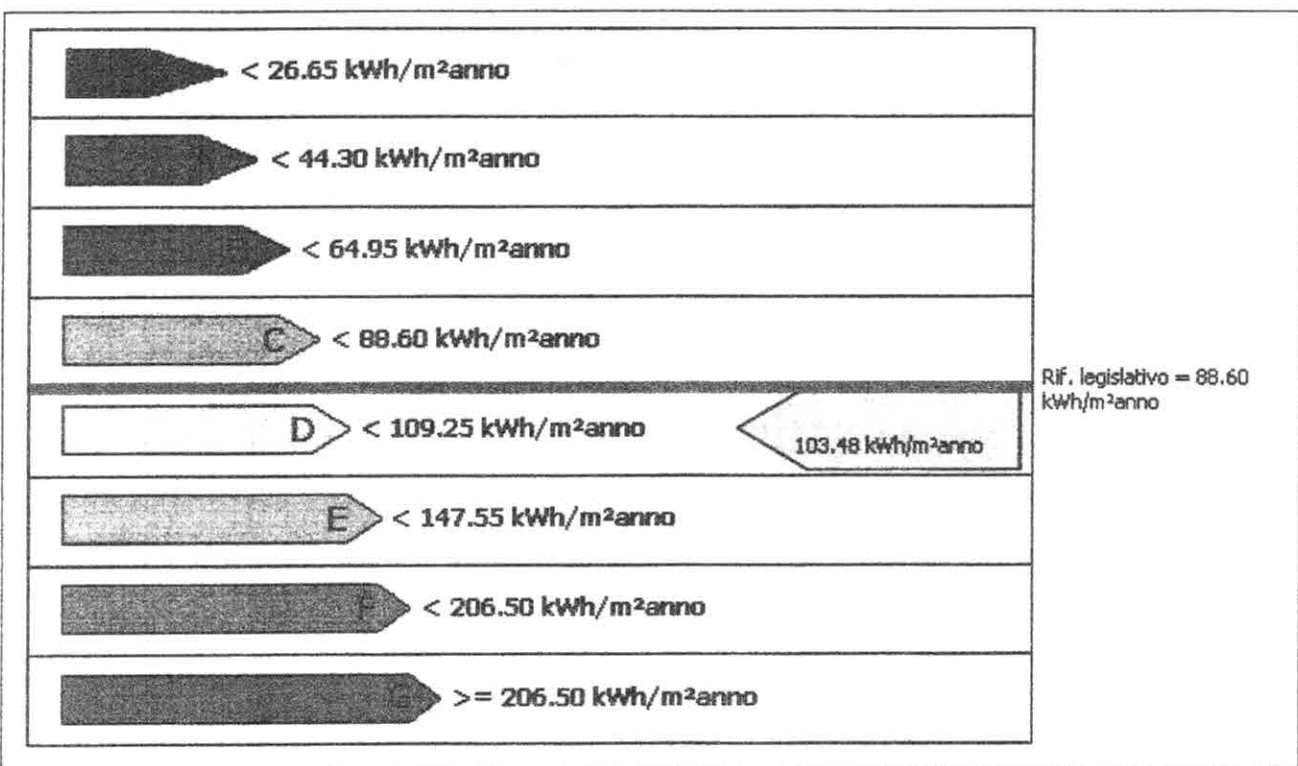 < 26.65 kWh/m²anno
< 44.30 kWh/m²anno
< 64.95 kWh/m²anno
C < 88.60 kWh/m²anno
Rif. legislativo = 88.60
kWh/m²anno
D < 109.25 kWh/m²anno
103.48 kWh/m²anno
E < 147.55 kWh/m²anno
F < 206.50 kWh/m²anno
G >= 206.50 kWh/m²anno